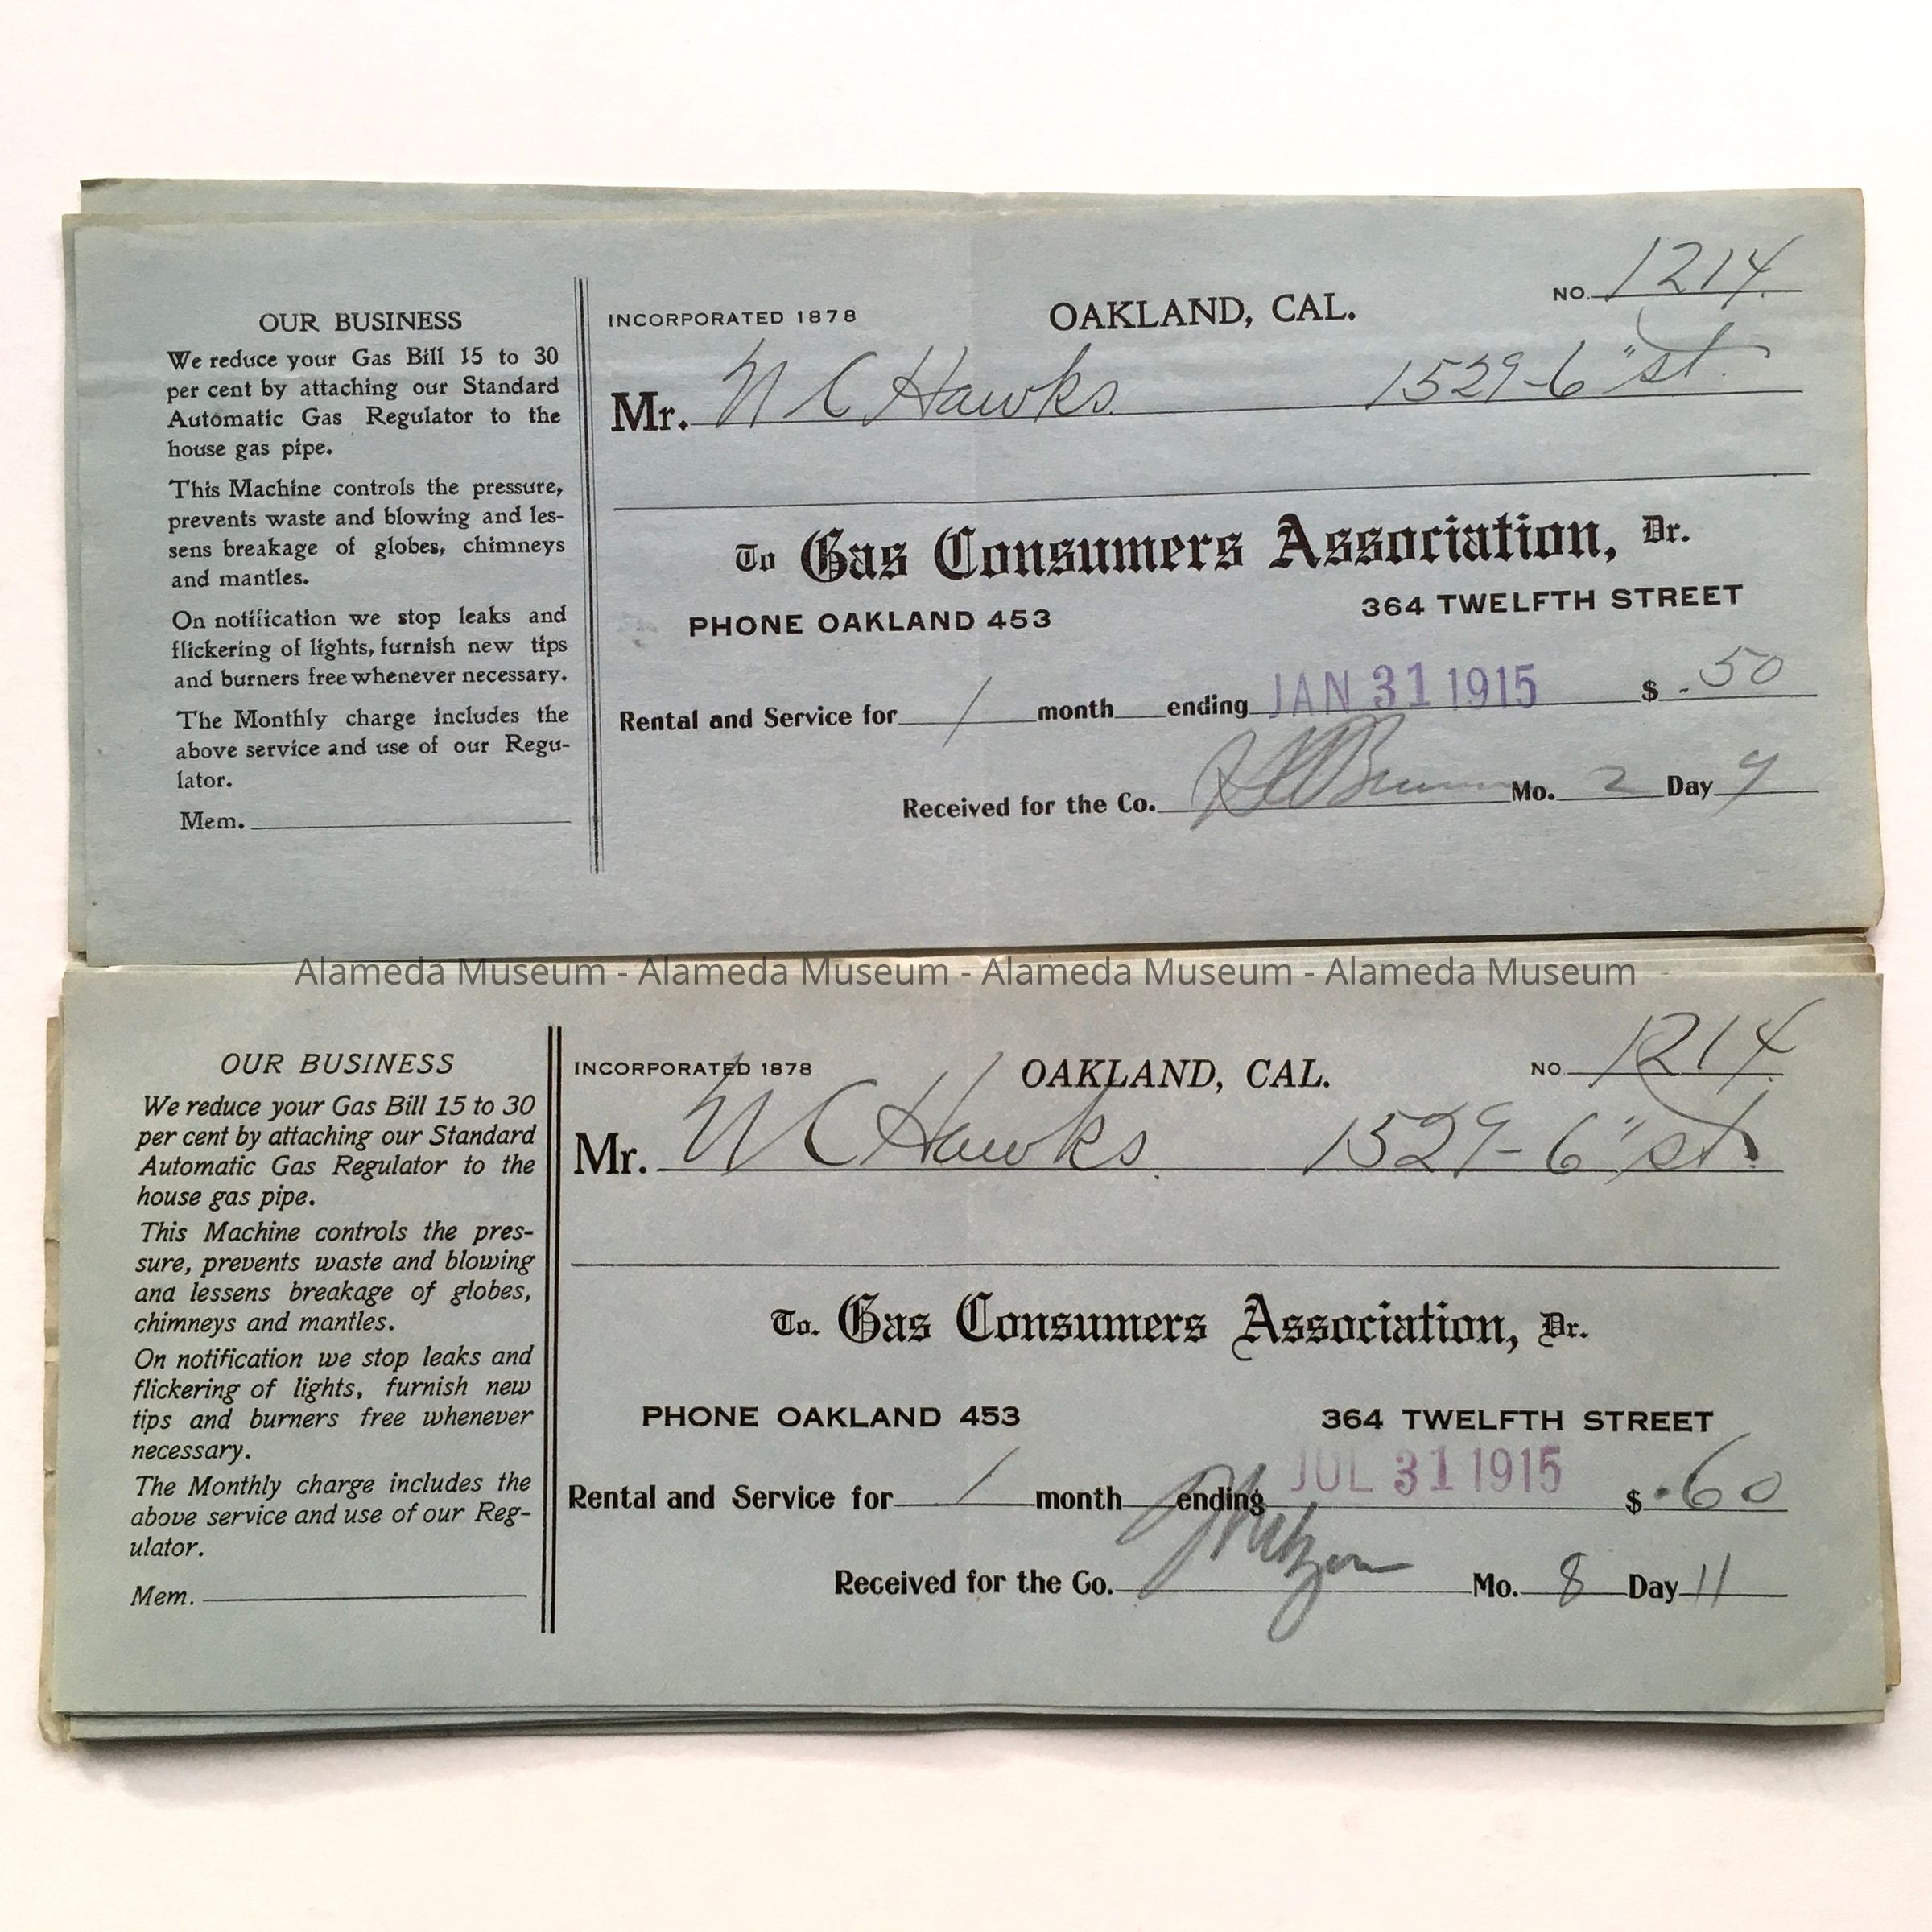 OUR BUSINESS
We reduce your Gas Bill 15 to 30
per cent by attaching our Standard
Automatic Gas Regulator to the
house gas pipe.
This Machine controls the pressure,
prevents waste and blowing and les-
sens breakage of globes, chimneys
and mantles.
On notification we stop leaks and
flickering of lights, furnish new tips
and burners free whenever necessary.
The Monthly charge includes the
above service and use of our Regu-
lator.
Mem.
INCORPORATED 1878 OAKLAND, CAL. NO. 1214
Mr. N C Hawks 1529-6" st.
To Gas Consumers Association, Dr.
PHONE OAKLAND 453 364 TWELFTH STREET
Rental and Service for 1 month ending JAN 31 1915 $ .50
Received for the Co. Mo. 2 Day 9
Alameda Museum - Alameda Museum - Alameda Museum - Alameda Museum
OUR BUSINESS
We reduce your Gas Bill 15 to 30
per cent by attaching our Standard
Automatic Gas Regulator to the
house gas pipe.
This Machine controls the pres-
sure, prevents waste and blowing
and lessens breakage of globes,
chimneys and mantles.
On notification we stop leaks and
flickering of lights, furnish new
tips and burners free whenever
necessary.
The Monthly charge includes the
above service and use of our Reg-
ulator.
Mem.
INCORPORATED 1878 OAKLAND, CAL. NO. 1214
Mr. N C Hawks 1529-6" st.
To. Gas Consumers Association, Dr.
PHONE OAKLAND 453 364 TWELFTH STREET
Rental and Service for 1 month ending JUL 31 1915 $ .60
Received for the Co. Mo. 8 Day 11